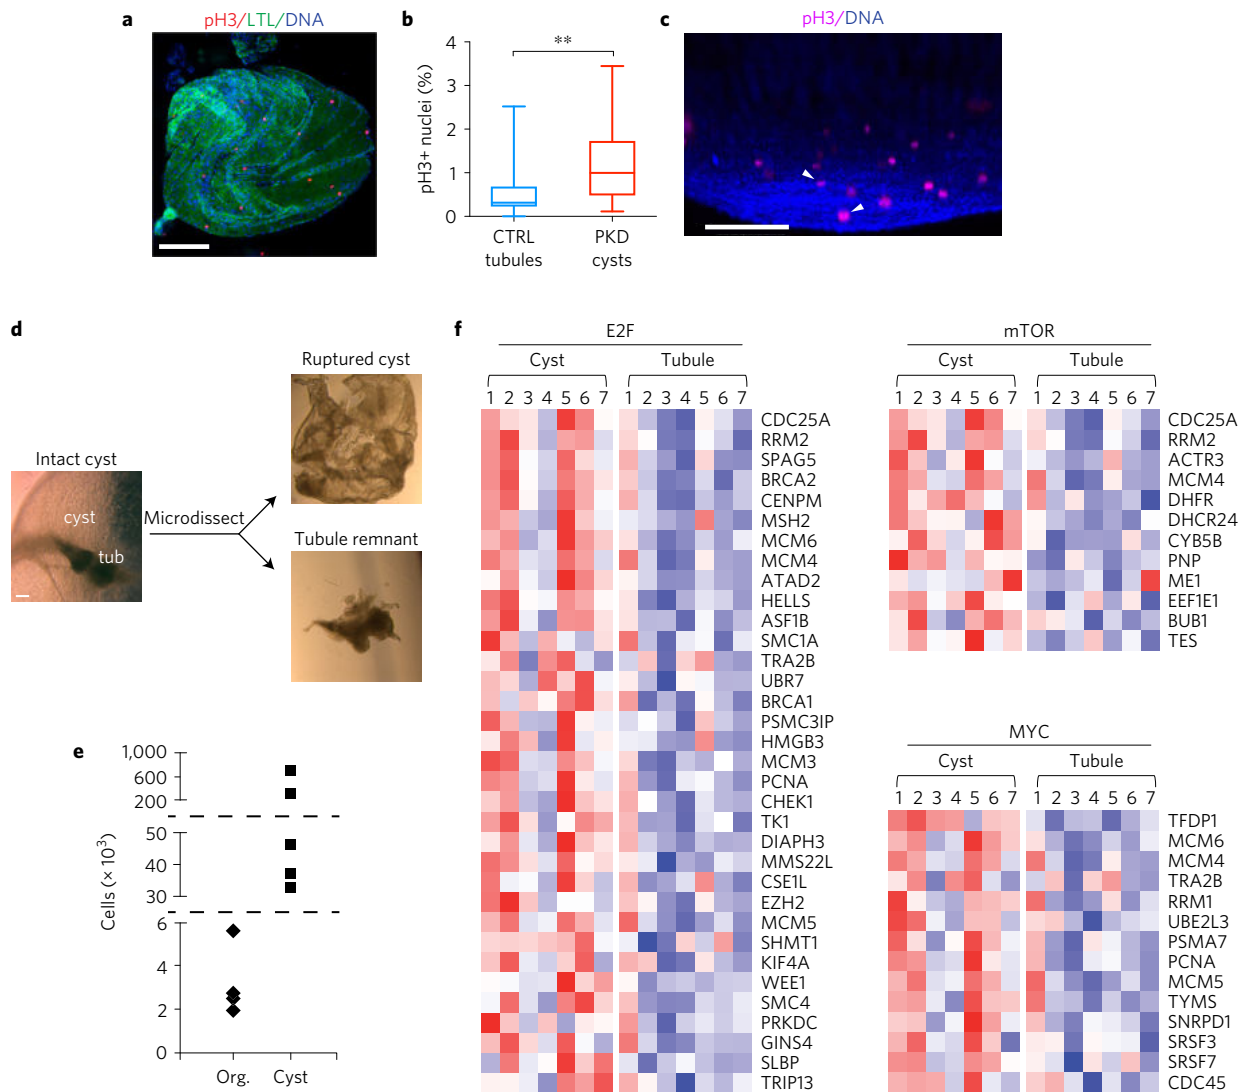 a
pH3/LTL/DNA
b
pH3+ nuclei (%)
4
3
2
1
0
**
CTRL tubules
PKD cysts
c
pH3/DNA
d
Intact cyst
cyst
tub
Microdissect
Ruptured cyst
Tubule remnant
e
Cells (× 10³)
1,000
600
200
50
40
30
6
4
2
0
Org.
Cyst
f
E2F
Cyst
Tubule
1 2 3 4 5 6 7
1 2 3 4 5 6 7
CDC25A
RRM2
SPAG5
BRCA2
CENPM
MSH2
MCM6
MCM4
ATAD2
HELLS
ASF1B
SMC1A
TRA2B
UBR7
BRCA1
PSMC3IP
HMGB3
MCM3
PCNA
CHEK1
TK1
DIAPH3
MMS22L
CSE1L
EZH2
MCM5
SHMT1
KIF4A
WEE1
SMC4
PRKDC
GINS4
SLBP
TRIP13
mTOR
Cyst
Tubule
1 2 3 4 5 6 7
1 2 3 4 5 6 7
CDC25A
RRM2
ACTR3
MCM4
DHFR
DHCR24
CYB5B
PNP
ME1
EEF1E1
BUB1
TES
MYC
Cyst
Tubule
1 2 3 4 5 6 7
1 2 3 4 5 6 7
TFDP1
MCM6
MCM4
TRA2B
RRM1
UBE2L3
PSMA7
PCNA
MCM5
TYMS
SNRPD1
SRSF3
SRSF7
CDC45